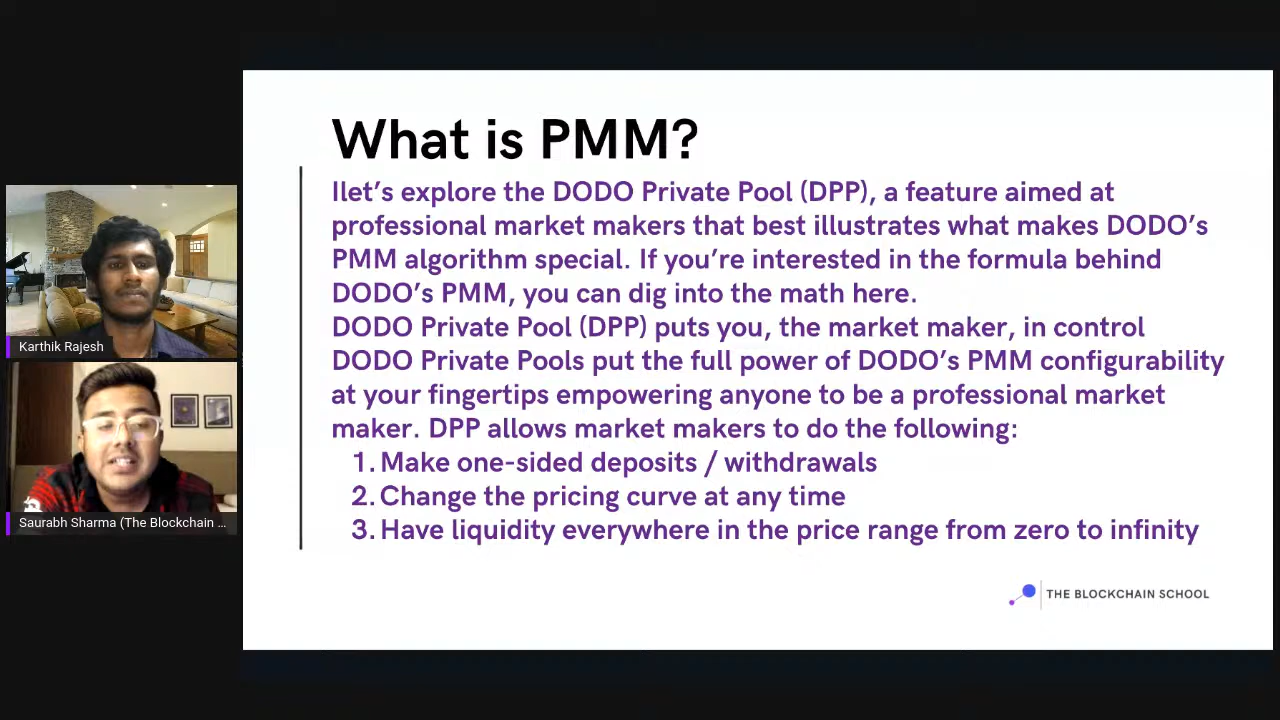 What is PMM?
Ilet's explore the DODO Private Pool (DPP), a feature aimed at
professional market makers that best illustrates what makes DODO's
PMM algorithm special. If you're interested in the formula behind
DODO's PMM, you can dig into the math here.
DODO Private Pool (DPP) puts you, the market maker, in control
DODO Private Pools put the full power of DODO's PMM configurability
at your fingertips empowering anyone to be a professional market
maker. DPP allows market makers to do the following:
1. Make one-sided deposits / withdrawals
2. Change the pricing curve at any time
3. Have liquidity everywhere in the price range from zero to infinity
THE BLOCKCHAIN SCHOOL
Karthik Rajesh
Saurabh Sharma (The Blockchain ...